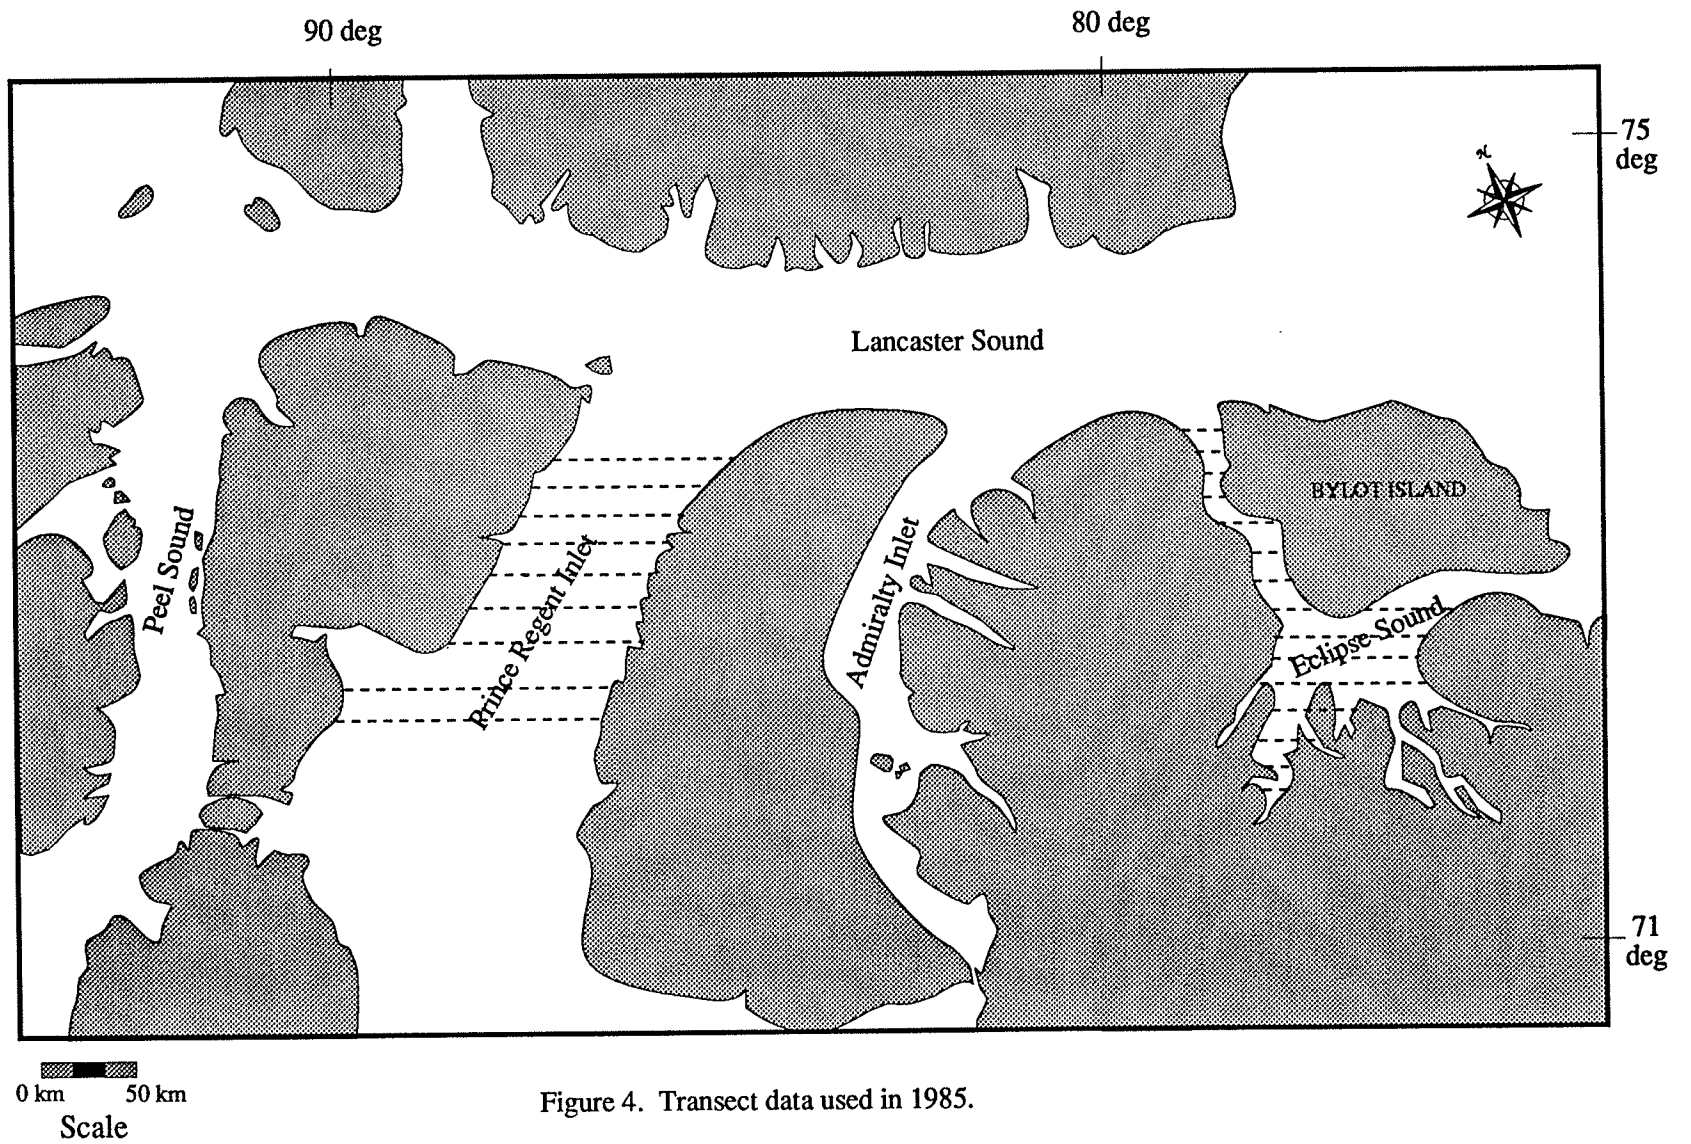 90 deg
80 deg
75
deg
N
Lancaster Sound
BYLOT ISLAND
Peel Sound
Prince Regent Inlet
Admiralty Inlet
Eclipse Sound
71
deg
0 km 50 km
Scale
Figure 4. Transect data used in 1985.